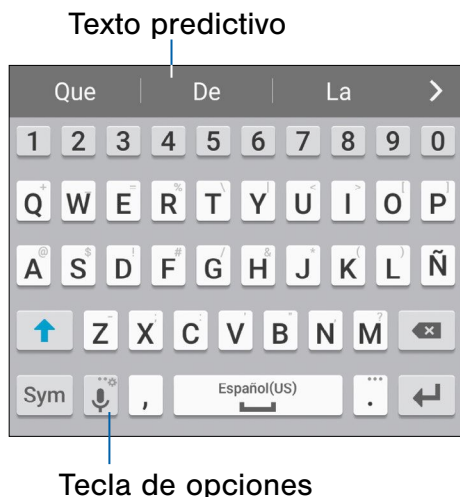 Texto predictivo
Que De La >
1 2 3 4 5 6 7 8 9 0
+ = % \ | < > [ ]
Q W E R T Y U I O P
@ $ ! # / & * ( )
A S D F G H J K L Ñ
- ' : ; " ?
Z X C V B N M
Sym , Español(US) .
Tecla de opciones